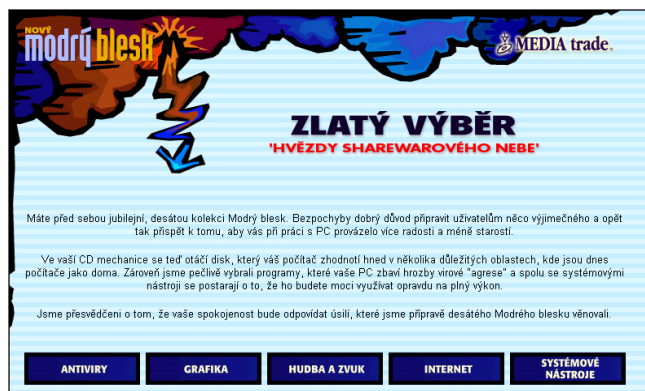 NOVÝ
modrý blesk
MEDIA trade.
ZLATÝ VÝBĚR
'HVĚZDY SHAREWAROVÉHO NEBE'
Máte před sebou jubilejní, desátou kolekci Modrý blesk. Bezpochyby dobrý důvod připravit uživatelům něco výjimečného a opět
tak přispět k tomu, aby vás při práci s PC provázelo více radosti a méně starostí.
Ve vaší CD mechanice se teď otáčí disk, který váš počítač zhodnotí hned v několika důležitých oblastech, kde jsou dnes
počítače jako doma. Zároveň jsme pečlivě vybrali programy, které vaše PC zbaví hrozby virové "agrese" a spolu se systémovými
nástroji se postarají o to, že ho budete moci využívat opravdu na plný výkon.
Jsme přesvědčeni o tom, že vaše spokojenost bude odpovídat úsilí, které jsme přípravě desátého Modrého blesku věnovali.
ANTIVIRY
GRAFIKA
HUDBA A ZVUK
INTERNET
SYSTÉMOVÉ
NÁSTROJE